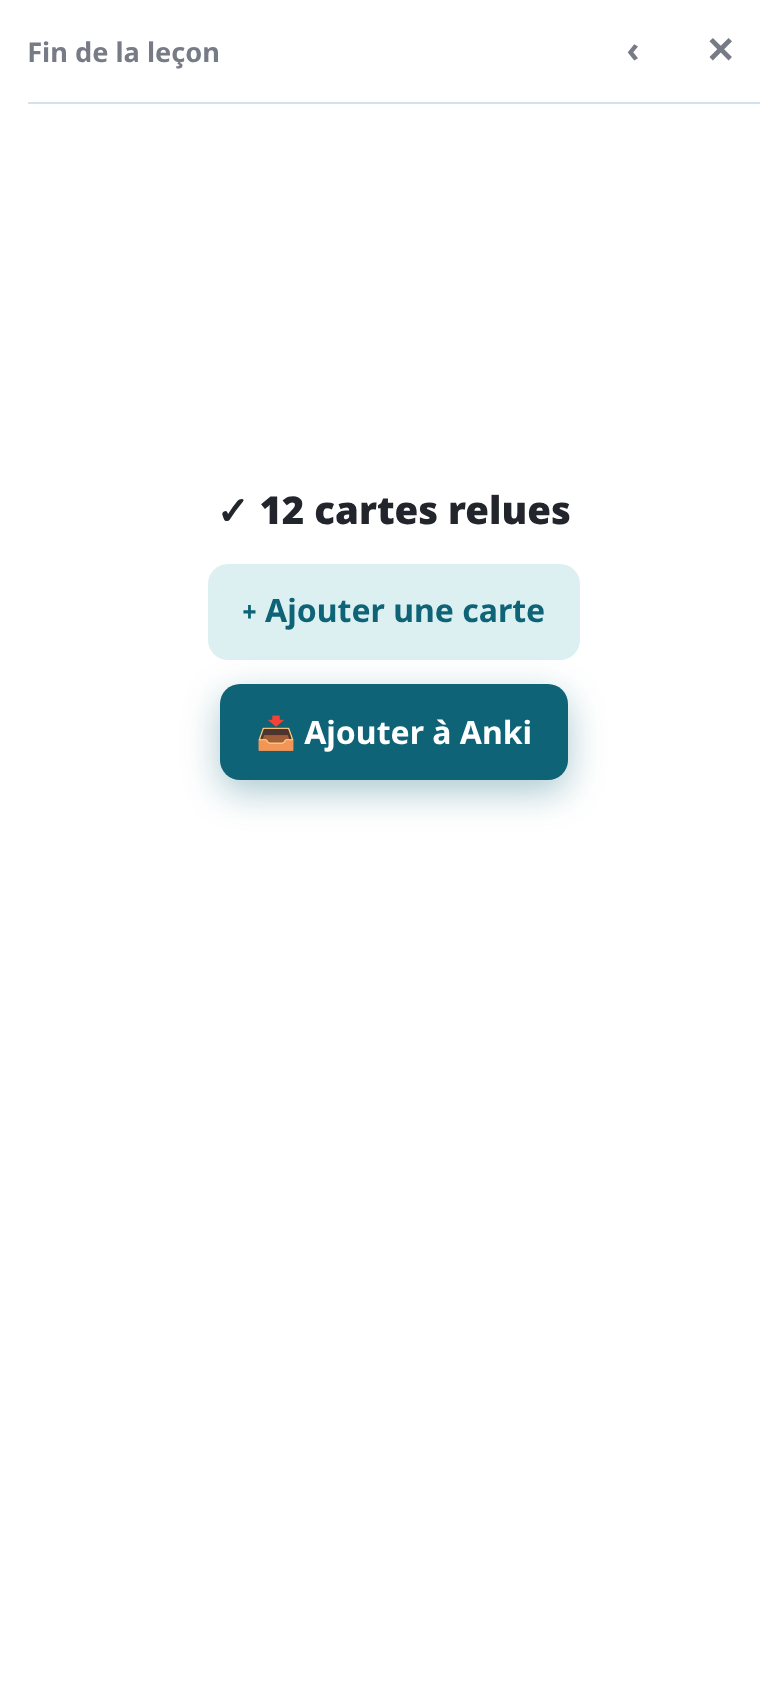 Fin de la leçon ‹ ✕
✓ 12 cartes relues
+ Ajouter une carte
📥 Ajouter à Anki